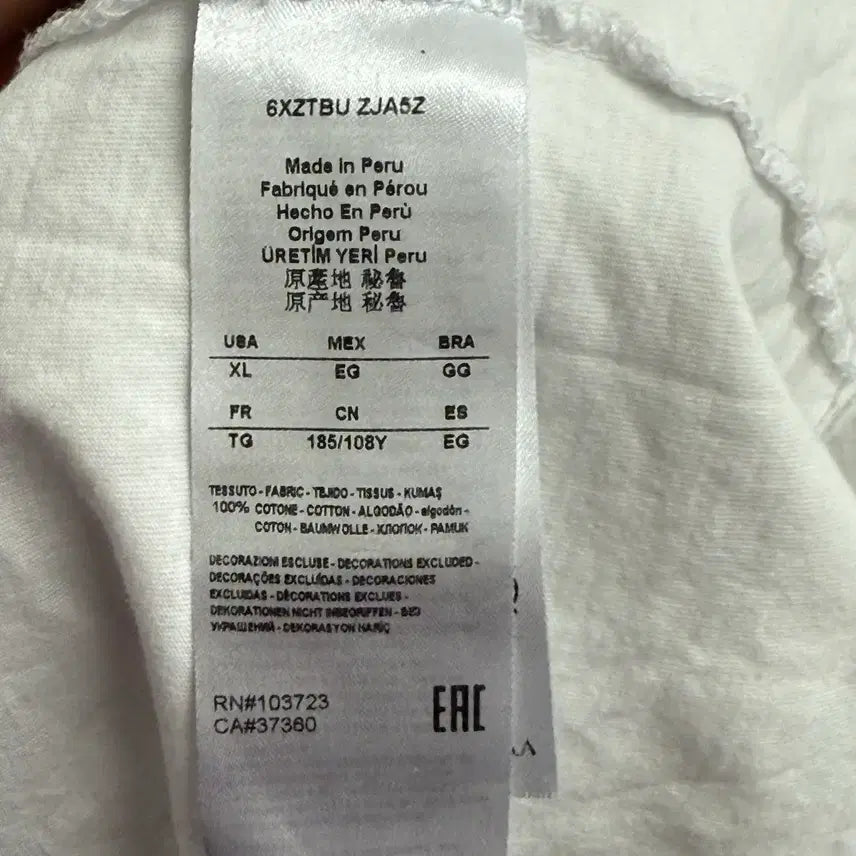 6XZTBU ZJA5Z
Made in Peru
Fabriqué en Pérou
Hecho En Perù
Origem Peru
ÜRETİM YERİ Peru
原產地 秘魯
原产地 秘鲁
USA MEX BRA
XL EG GG
FR CN ES
TG 185/108Y EG
TESSUTO - FABRIC - TEJIDO - TISSUS - KUMAŞ
100% COTONE - COTTON - ALGODÃO - algodón -
COTON - BAUMWOLLE - ХЛОПОК - PAMUK
DECORAZIONI ESCLUSE - DECORATIONS EXCLUDED -
DECORAÇÕES EXCLUÍDAS - DECORACIONES
EXCLUIDAS - DÉCORATIONS EXCLUES -
DEKORATIONEN NICHT INBEGRIFFEN - БЕЗ
УКРАШЕНИЙ - DEKORASYON HARİÇ
RN#103723
CA#37360
EAC